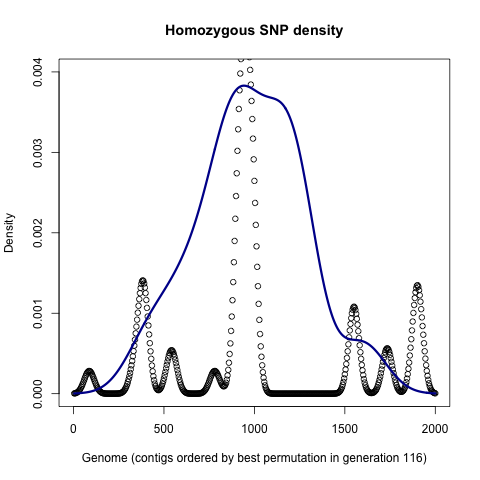 Homozygous SNP density
0.004
0.003
0.002
0.001
0.000
Density
0 500 1000 1500 2000
Genome (contigs ordered by best permutation in generation 116)